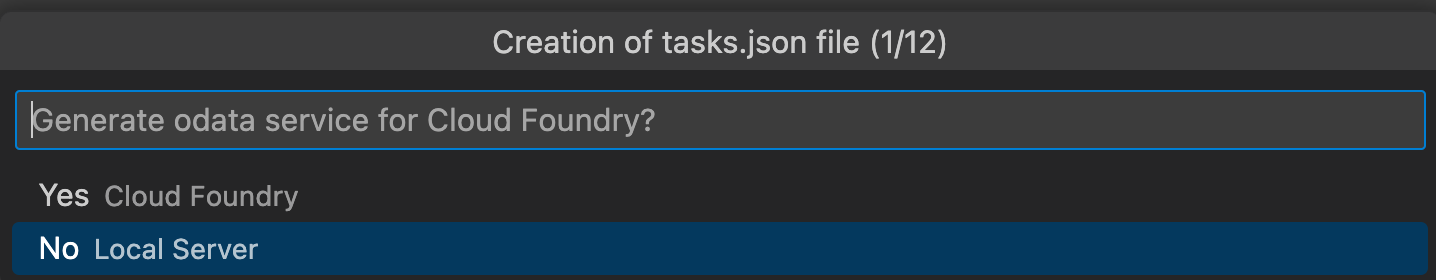 Creation of tasks.json file (1/12)
Generate odata service for Cloud Foundry?
Yes Cloud Foundry
No Local Server